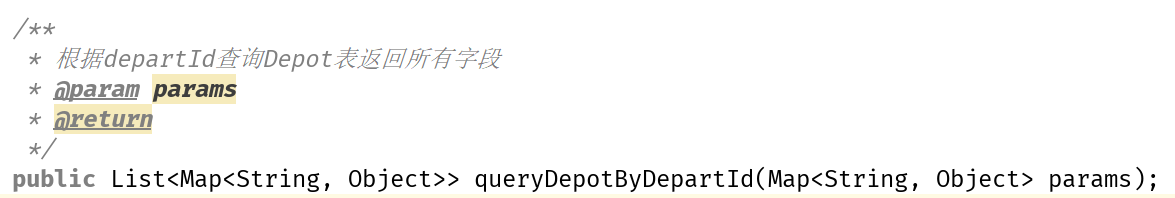 /**
* 根据departId查询Depot表返回所有字段
* @param params
* @return
*/
public List<Map<String, Object>> queryDepotByDepartId(Map<String, Object> params);